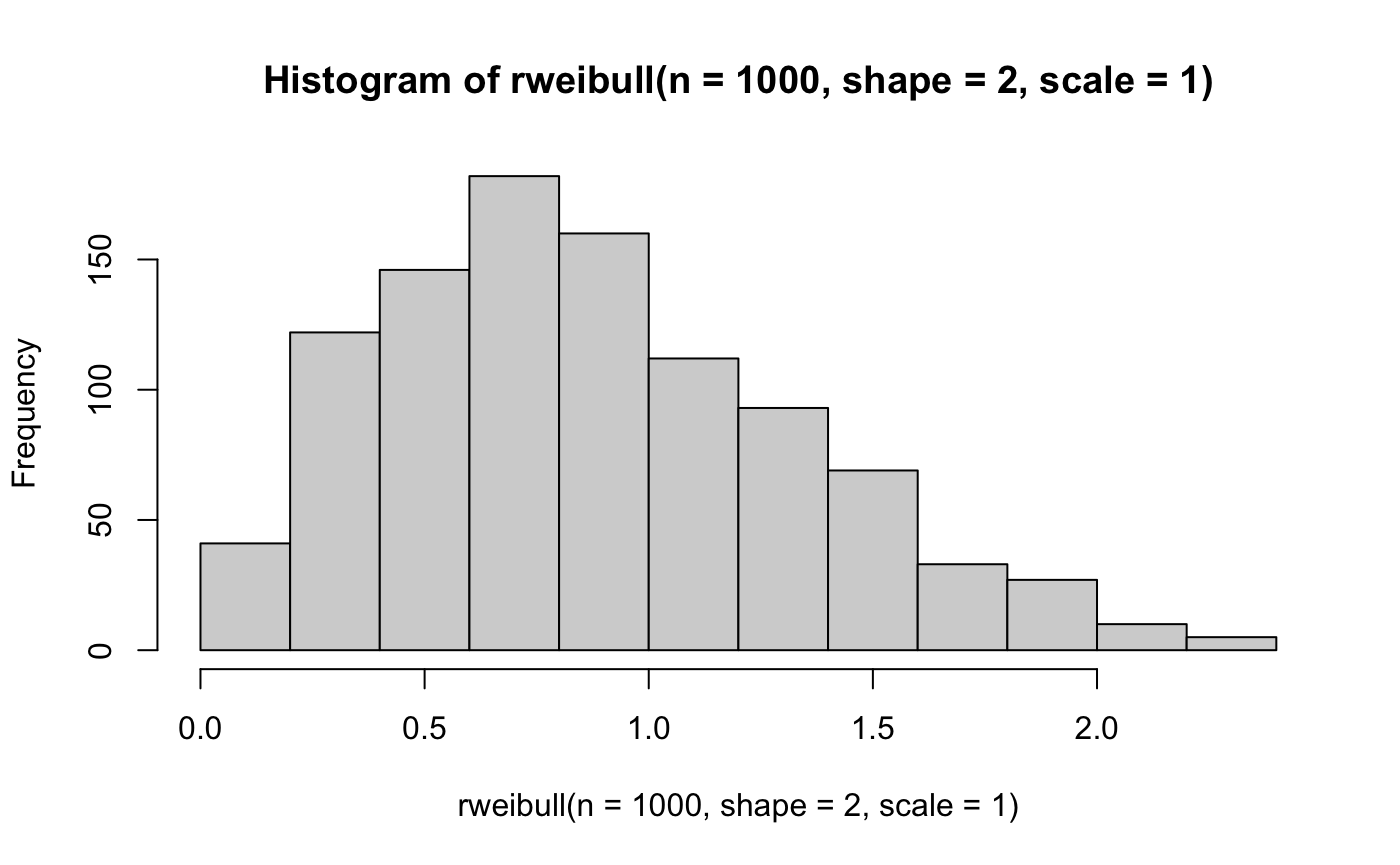 Histogram of rweibull(n = 1000, shape = 2, scale = 1)
Frequency
150
100
50
0
0.0 0.5 1.0 1.5 2.0
rweibull(n = 1000, shape = 2, scale = 1)